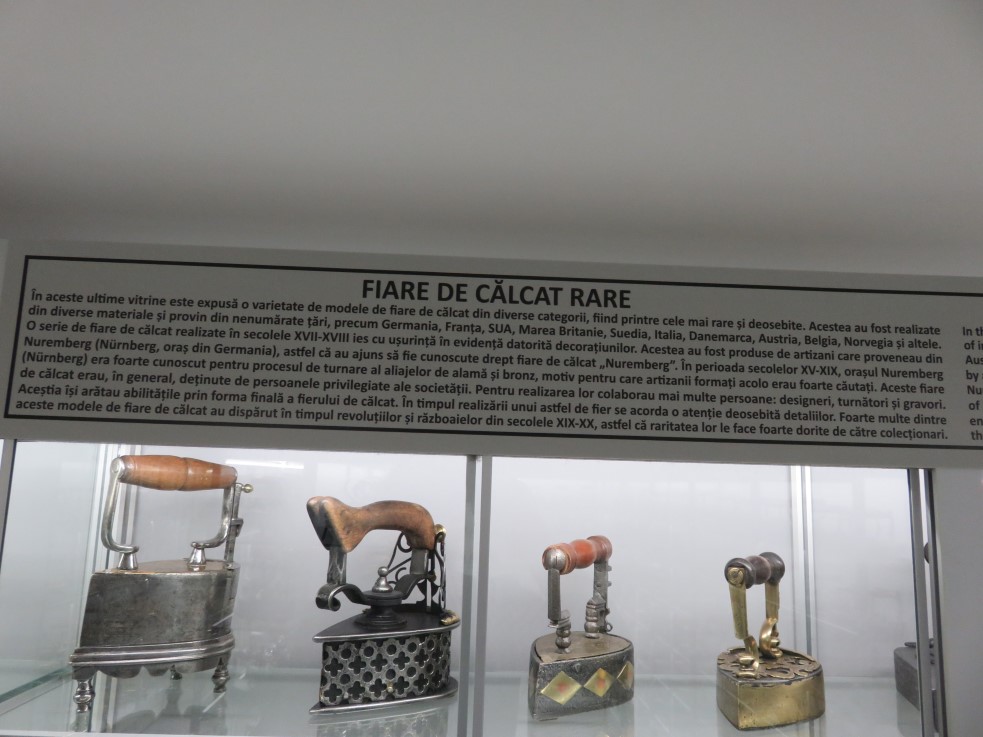 FIARE DE CĂLCAT RARE
În aceste ultime vitrine este expusă o varietate de modele de fiare de călcat din diverse categorii, fiind printre cele mai rare și deosebite. Acestea au fost realizate
din diverse materiale și provin din nenumărate țări, precum Germania, Franța, SUA, Marea Britanie, Suedia, Italia, Danemarca, Austria, Belgia, Norvegia și altele.
O serie de fiare de călcat realizate în secolele XVII-XVIII ies cu ușurință în evidență datorită decorațiunilor. Acestea au fost produse de artizani care proveneau din
Nuremberg (Nürnberg, oraș din Germania), astfel că au ajuns să fie cunoscute drept fiare de călcat „Nuremberg”. În perioada secolelor XV-XIX, orașul Nuremberg
(Nürnberg) era foarte cunoscut pentru procesul de turnare al aliajelor de alamă și bronz, motiv pentru care artizanii formați acolo erau foarte căutați. Aceste fiare
de călcat erau, în general, deținute de persoanele privilegiate ale societății. Pentru realizarea lor colaborau mai multe persoane: designeri, turnători și gravori.
Aceștia își arătau abilitățile prin forma finală a fierului de călcat. În timpul realizării unui astfel de fier se acorda o atenție deosebită detaliilor. Foarte multe dintre
aceste modele de fiare de călcat au dispărut în timpul revoluțiilor și războaielor din secolele XIX-XX, astfel că raritatea lor le face foarte dorite de către colecționari.
In th
of i
Aus
by
Nu
of
en
th